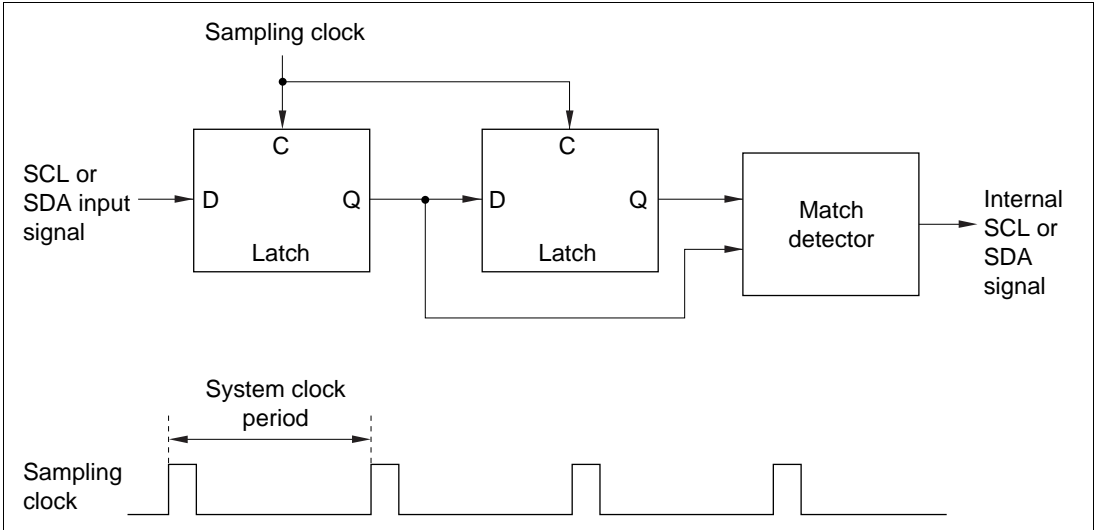 Sampling clock
C
C
SCL or
SDA input
signal
D
Q
Latch
D
Q
Latch
Match
detector
Internal
SCL or
SDA
signal
System clock
period
Sampling
clock